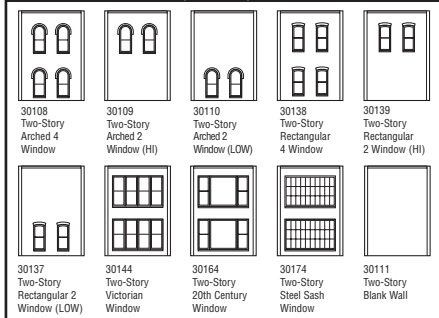 30108
Two-Story
Arched 4
Window
30109
Two-Story
Arched 2
Window (HI)
30110
Two-Story
Arched 2
Window (LOW)
30138
Two-Story
Rectangular
4 Window
30139
Two-Story
Rectangular
2 Window (HI)
30137
Two-Story
Rectangular 2
Window (LOW)
30144
Two-Story
Victorian
Window
30164
Two-Story
20th Century
Window
30174
Two-Story
Steel Sash
Window
30111
Two-Story
Blank Wall